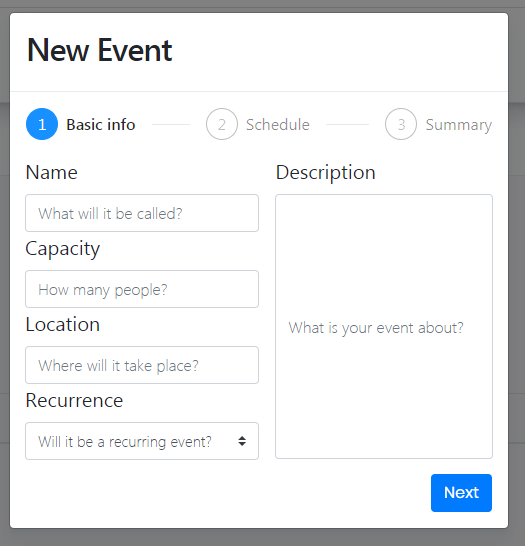 New Event
1 Basic info 2 Schedule 3 Summary
Name
What will it be called?
Capacity
How many people?
Location
Where will it take place?
Recurrence
Will it be a recurring event?
Description
What is your event about?
Next